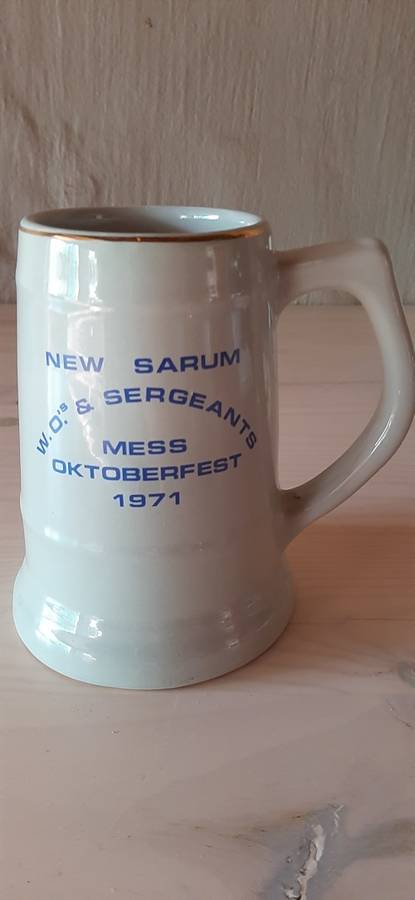 NEW SARUM
W.O.'s & SERGEANTS
MESS
OKTOBERFEST
1971